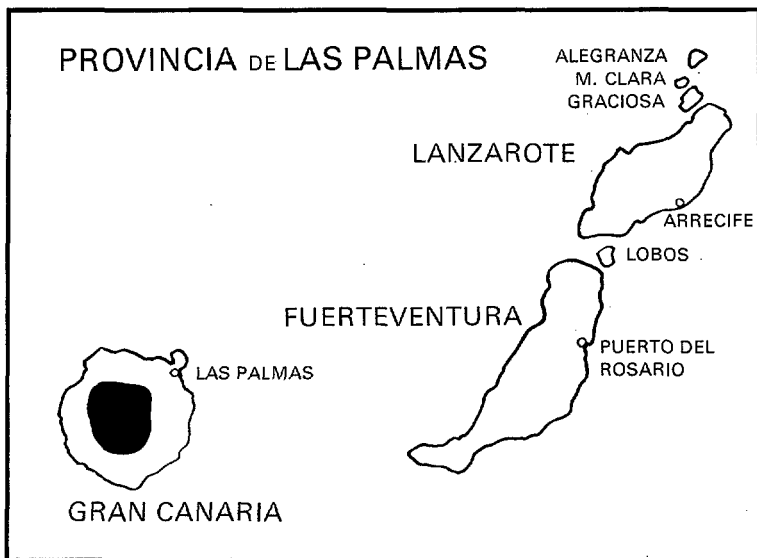 PROVINCIA DE LAS PALMAS
ALEGRANZA
M. CLARA
GRACIOSA
LANZAROTE
ARRECIFE
LOBOS
FUERTEVENTURA
PUERTO DEL
ROSARIO
LAS PALMAS
GRAN CANARIA